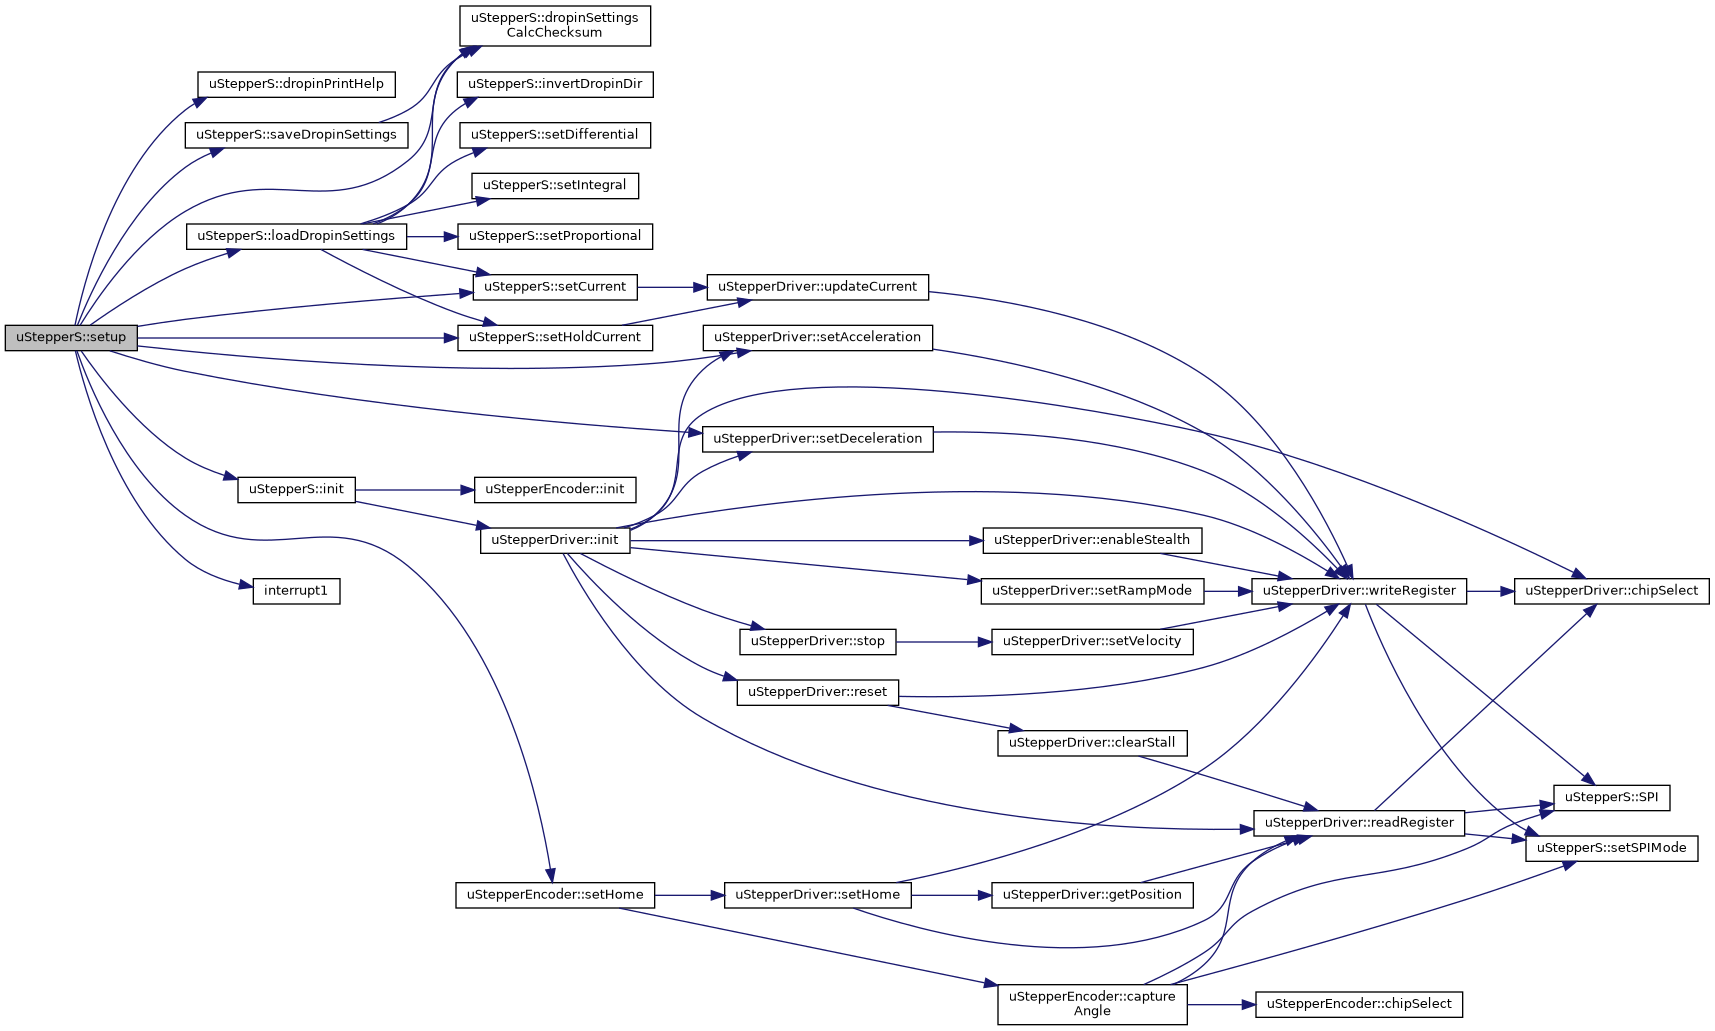 uStepperS::dropinSettings
CalcChecksum
uStepperS::dropinPrintHelp
uStepperS::invertDropinDir
uStepperS::saveDropinSettings
uStepperS::setDifferential
uStepperS::setIntegral
uStepperS::loadDropinSettings
uStepperS::setProportional
uStepperS::setCurrent
uStepperDriver::updateCurrent
uStepperS::setup
uStepperS::setHoldCurrent
uStepperDriver::setAcceleration
uStepperDriver::setDeceleration
uStepperS::init
uStepperEncoder::init
uStepperDriver::init
uStepperDriver::enableStealth
interrupt1
uStepperDriver::setRampMode
uStepperDriver::writeRegister
uStepperDriver::chipSelect
uStepperDriver::stop
uStepperDriver::setVelocity
uStepperDriver::reset
uStepperDriver::clearStall
uStepperS::SPI
uStepperDriver::readRegister
uStepperS::setSPIMode
uStepperEncoder::setHome
uStepperDriver::setHome
uStepperDriver::getPosition
uStepperEncoder::capture
Angle
uStepperEncoder::chipSelect